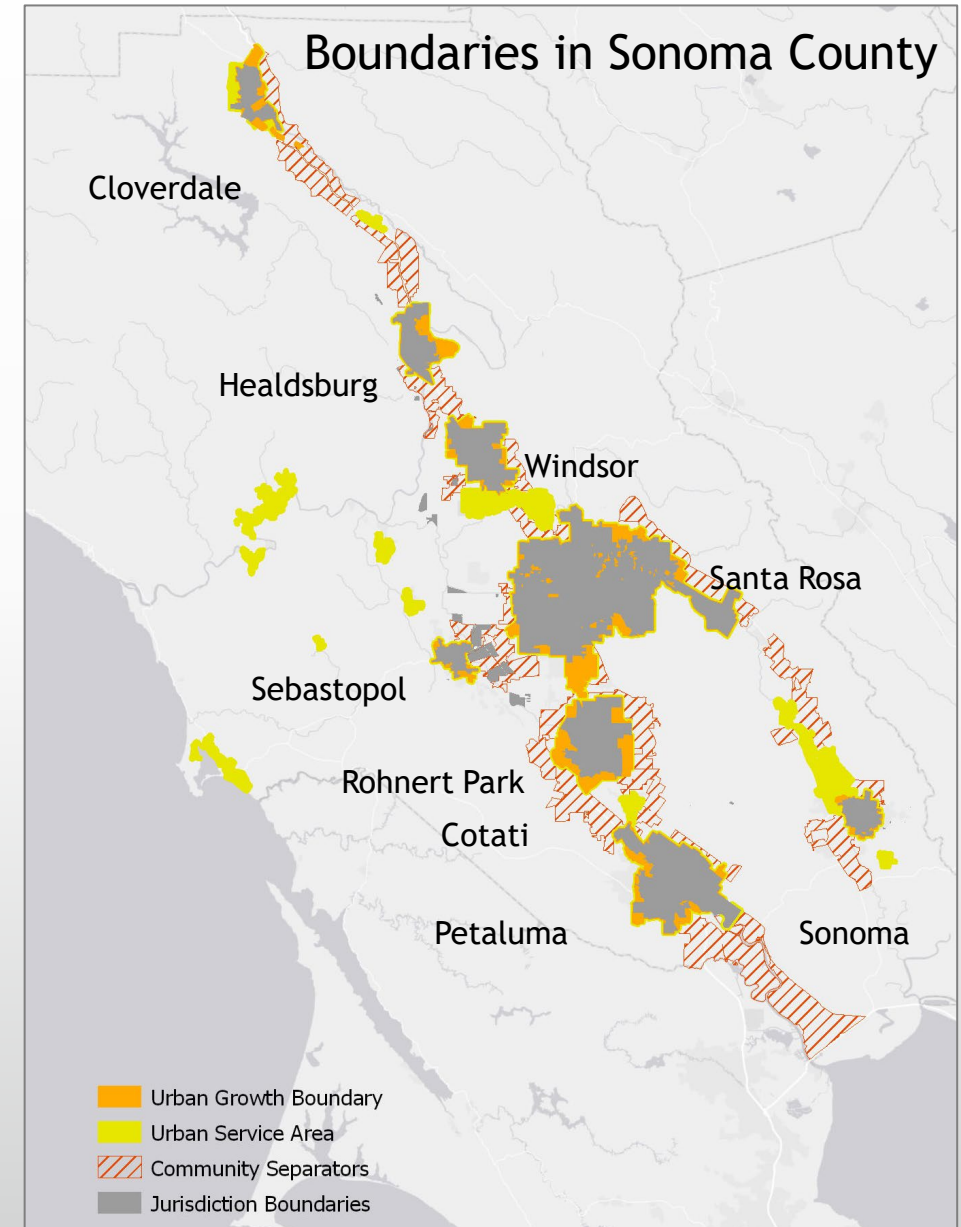 Boundaries in Sonoma County
Cloverdale
Healdsburg
Windsor
Santa Rosa
Sebastopol
Rohnert Park
Cotati
Petaluma
Sonoma
Urban Growth Boundary
Urban Service Area
Community Separators
Jurisdiction Boundaries